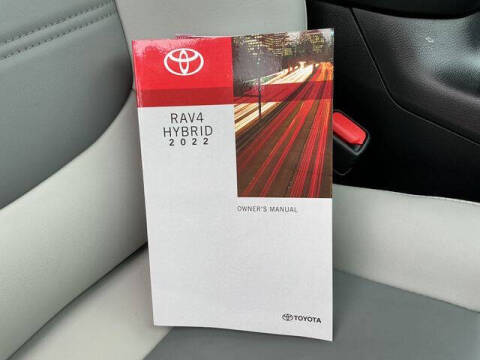 RAV4
HYBRID
2022
OWNER'S MANUAL
TOYOTA